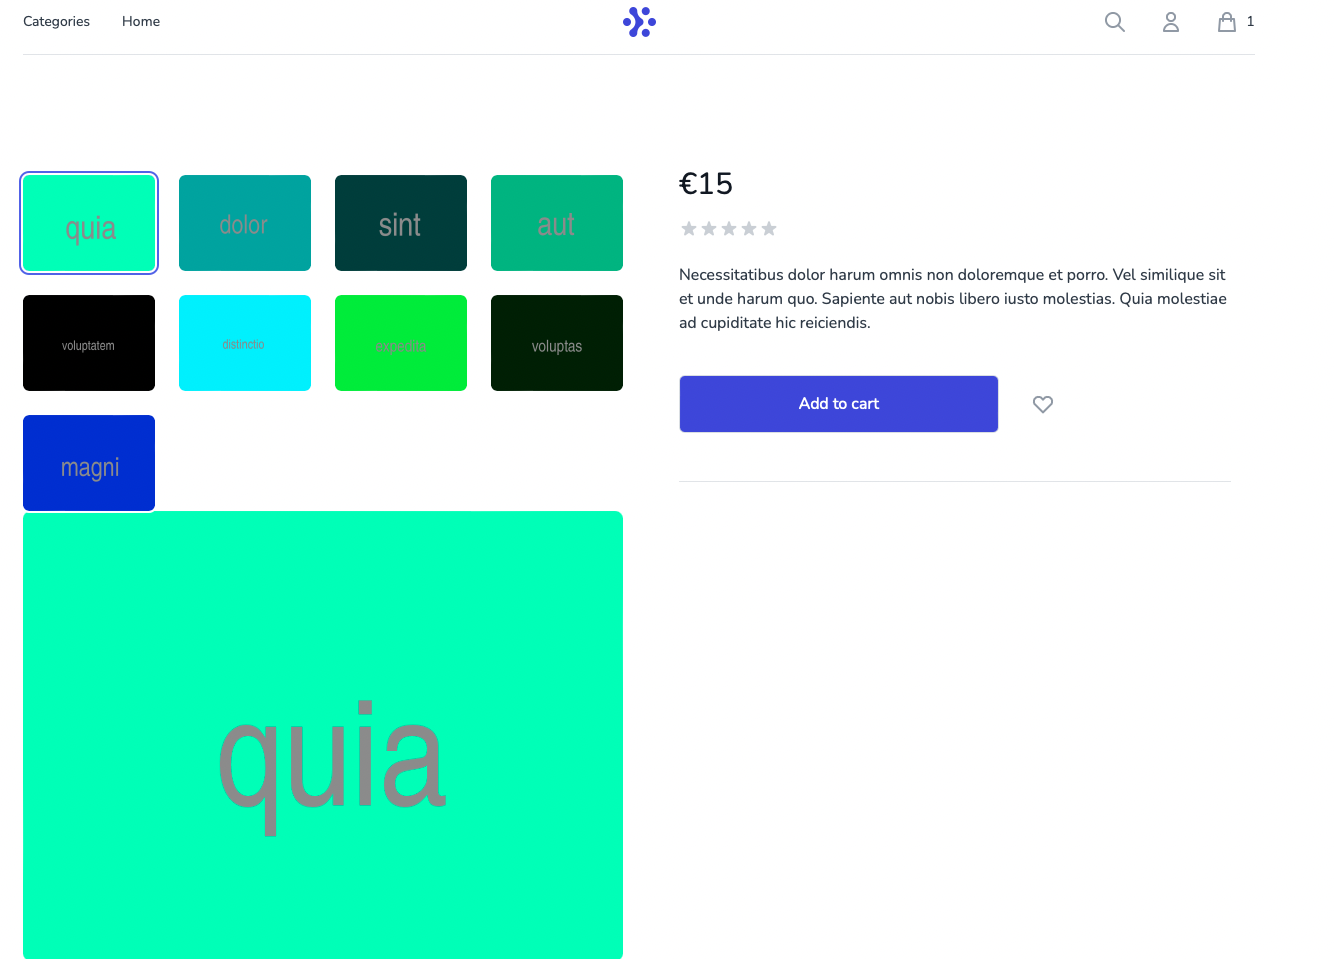 Categories
Home
1
quia
dolor
sint
aut
voluptatem
distinctio
expedita
voluptas
magni
quia
€15
Necessitatibus dolor harum omnis non doloremque et porro. Vel similique sit
et unde harum quo. Sapiente aut nobis libero iusto molestias. Quia molestiae
ad cupiditate hic reiciendis.
Add to cart